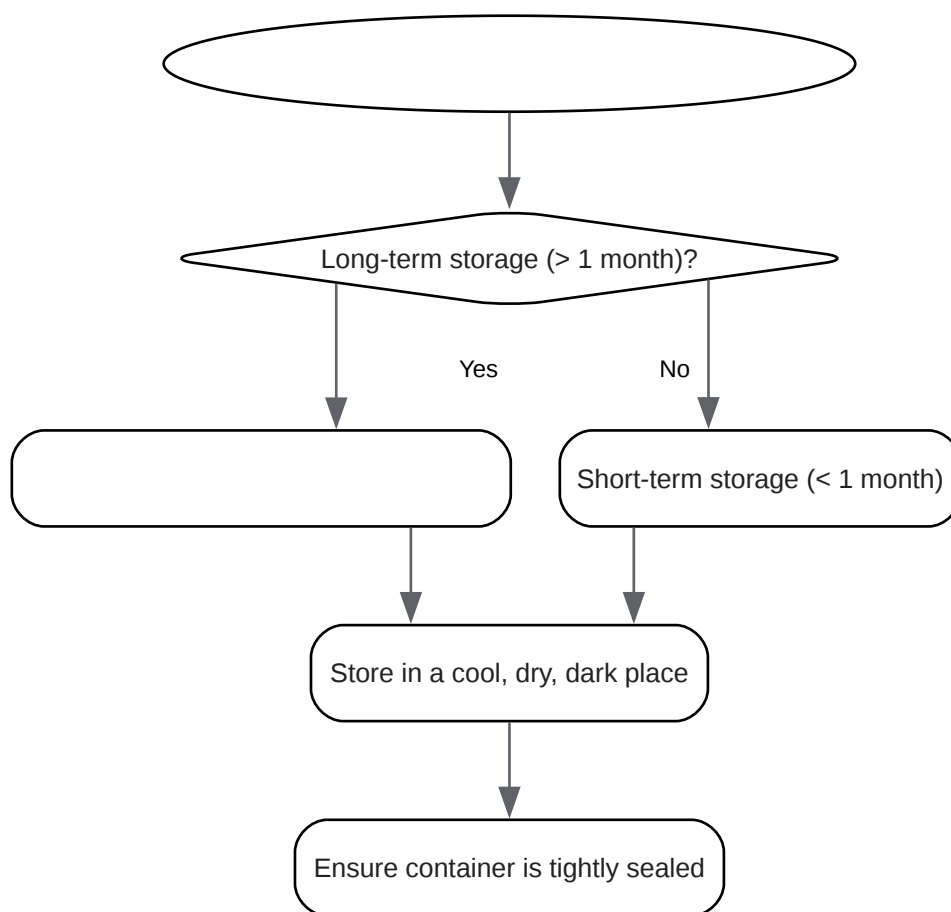 Long-term storage (> 1 month)?
Yes
No
Short-term storage (< 1 month)
Store in a cool, dry, dark place
Ensure container is tightly sealed